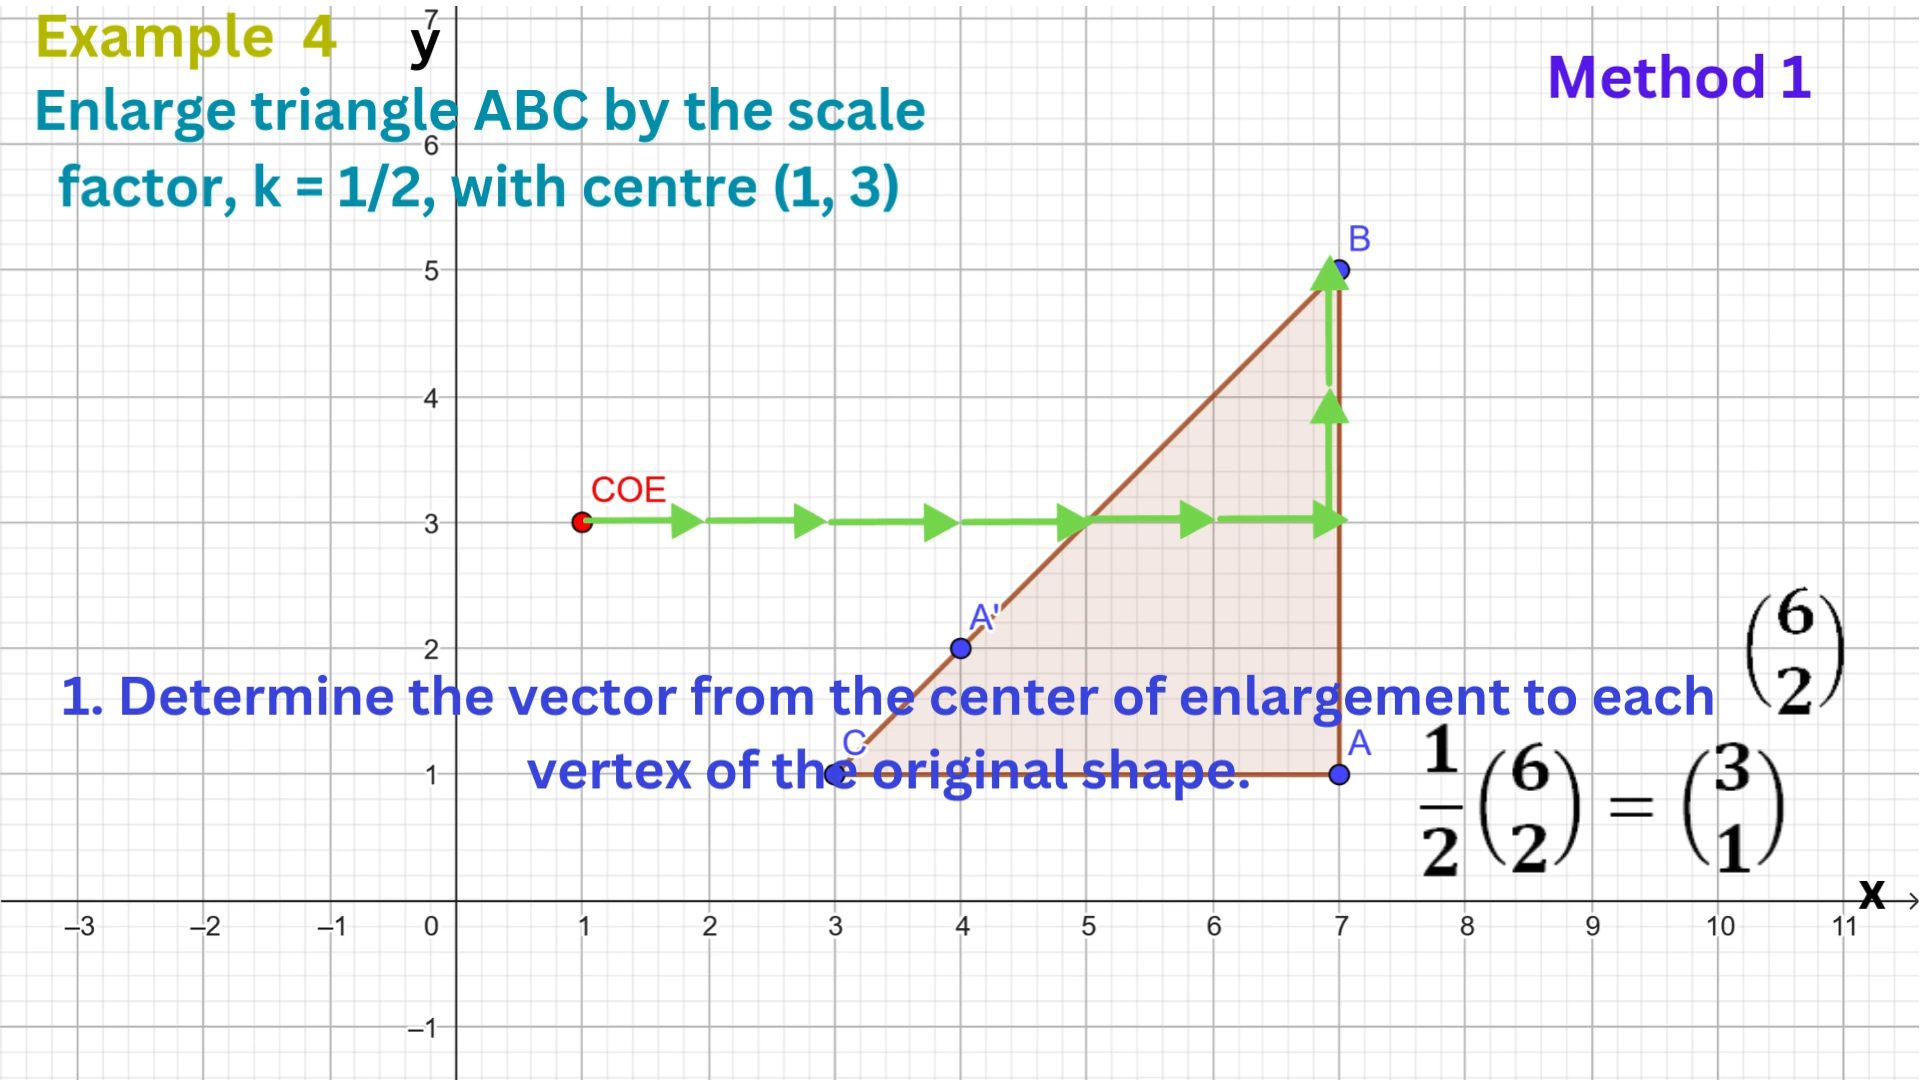 Example 4
y
Method 1
Enlarge triangle ABC by the scale
factor, k = 1/2, with centre (1, 3)
7
6
5
4
3
2
1
–1
B
COE
A'
C
A
1. Determine the vector from the center of enlargement to each
vertex of the original shape.
(6 2)
1/2 (6 2) = (3 1)
x
–3 –2 –1 0 1 2 3 4 5 6 7 8 9 10 11